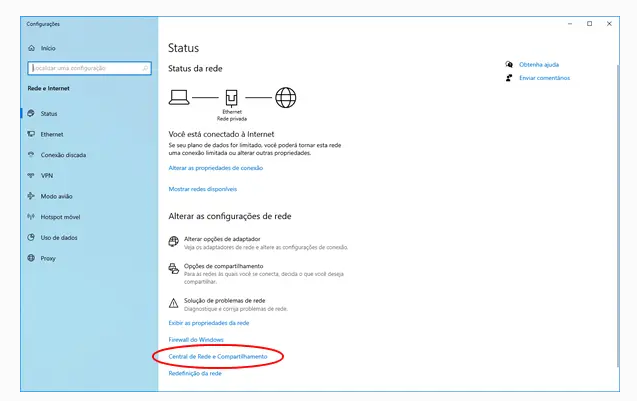 Configurações
Início
Localizar uma configuração
Rede e Internet
Status
Ethernet
Conexão discada
VPN
Modo avião
Hotspot móvel
Uso de dados
Proxy
Status
Status da rede
Ethernet
Rede privada
Você está conectado à Internet
Se seu plano de dados for limitado, você poderá tornar esta rede
uma conexão limitada ou alterar outras propriedades.
Alterar as propriedades de conexão
Mostrar redes disponíveis
Alterar as configurações de rede
Alterar opções de adaptador
Veja os adaptadores de rede e altere as configurações de conexão.
Opções de compartilhamento
Para as redes às quais você se conecta, decida o que você deseja
compartilhar.
Solução de problemas de rede
Diagnostique e corrija problemas de rede.
Exibir as propriedades da rede
Firewall do Windows
Central de Rede e Compartilhamento
Redefinição da rede
Obtenha ajuda
Enviar comentários